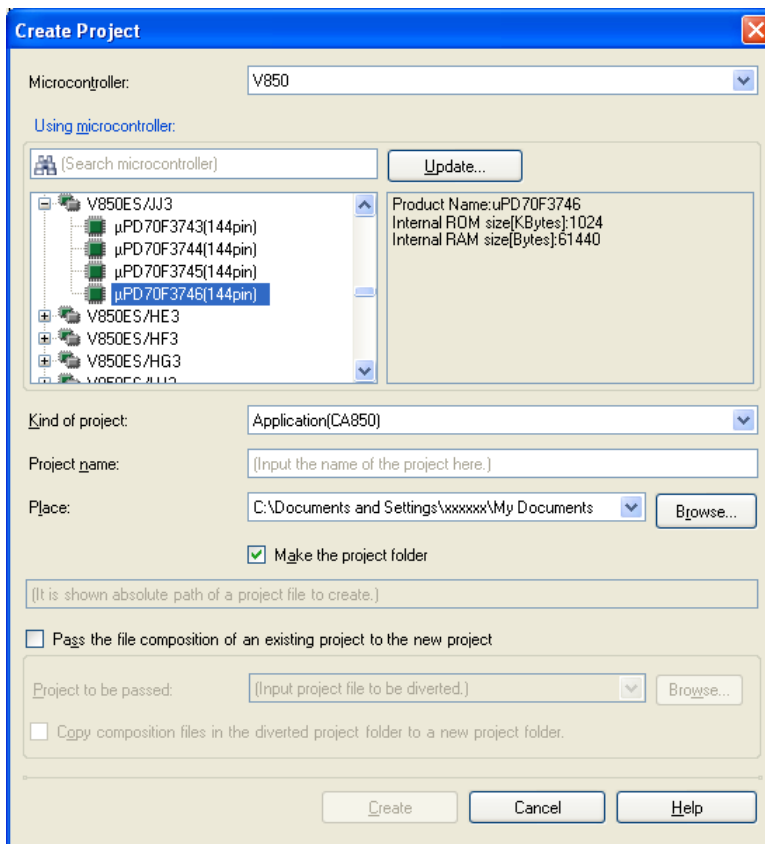 Create Project
Microcontroller:
V850
Using microcontroller:
(Search microcontroller)
Update...
V850ES/JJ3
µPD70F3743(144pin)
µPD70F3744(144pin)
µPD70F3745(144pin)
µPD70F3746(144pin)
V850ES/HE3
V850ES/HF3
V850ES/HG3
Product Name:uPD70F3746
Internal ROM size[KBytes]:1024
Internal RAM size[Bytes]:61440
Kind of project:
Application(CA850)
Project name:
(Input the name of the project here.)
Place:
C:\Documents and Settings\xxxxxx\My Documents
Browse...
Make the project folder
(It is shown absolute path of a project file to create.)
Pass the file composition of an existing project to the new project
Project to be passed:
(Input project file to be diverted.)
Browse...
Copy composition files in the diverted project folder to a new project folder.
Create
Cancel
Help